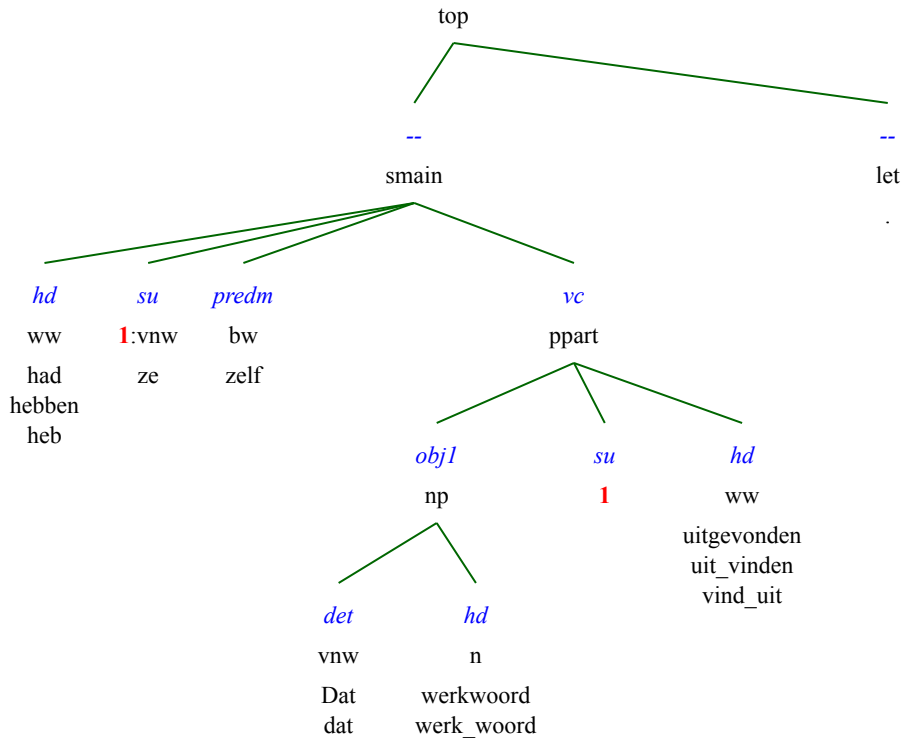 top
-- --
smain let
.
hd su predm vc
ww 1:vnw bw ppart
had ze zelf
hebben
heb
obj1 su hd
np 1 ww
uitgevonden
uit_vinden
vind_uit
det hd
vnw n
Dat werkwoord
dat werk_woord